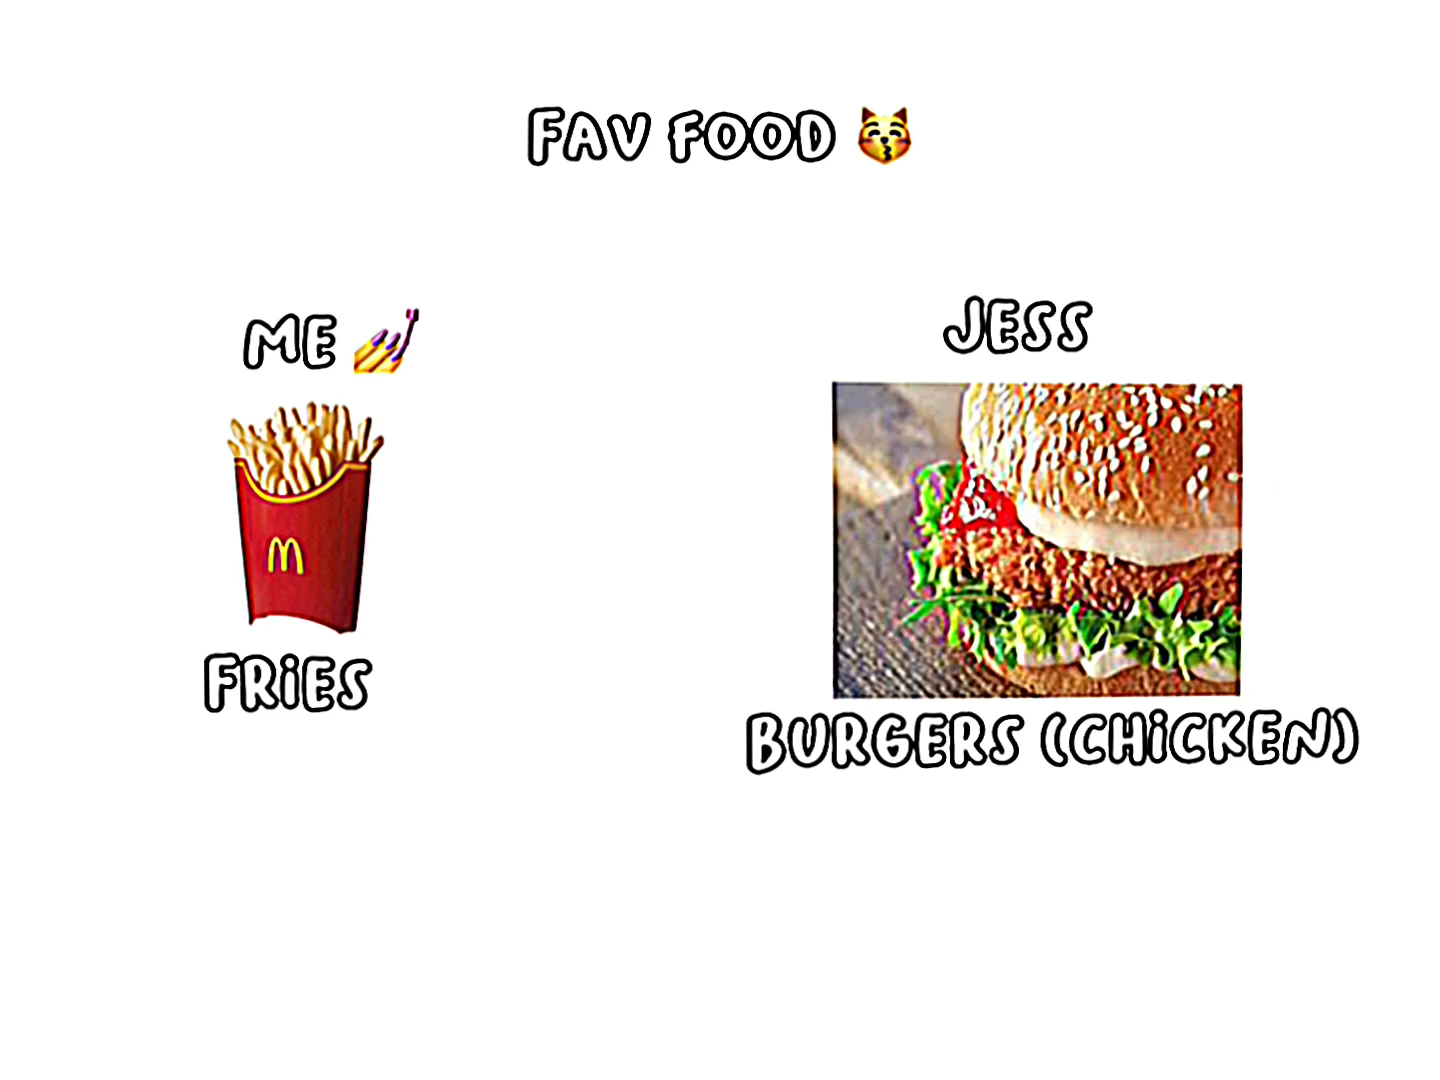 FAV FOOD 😽
ME 💅
JESS
M
FRiES
BURGERS (CHiCKEN)